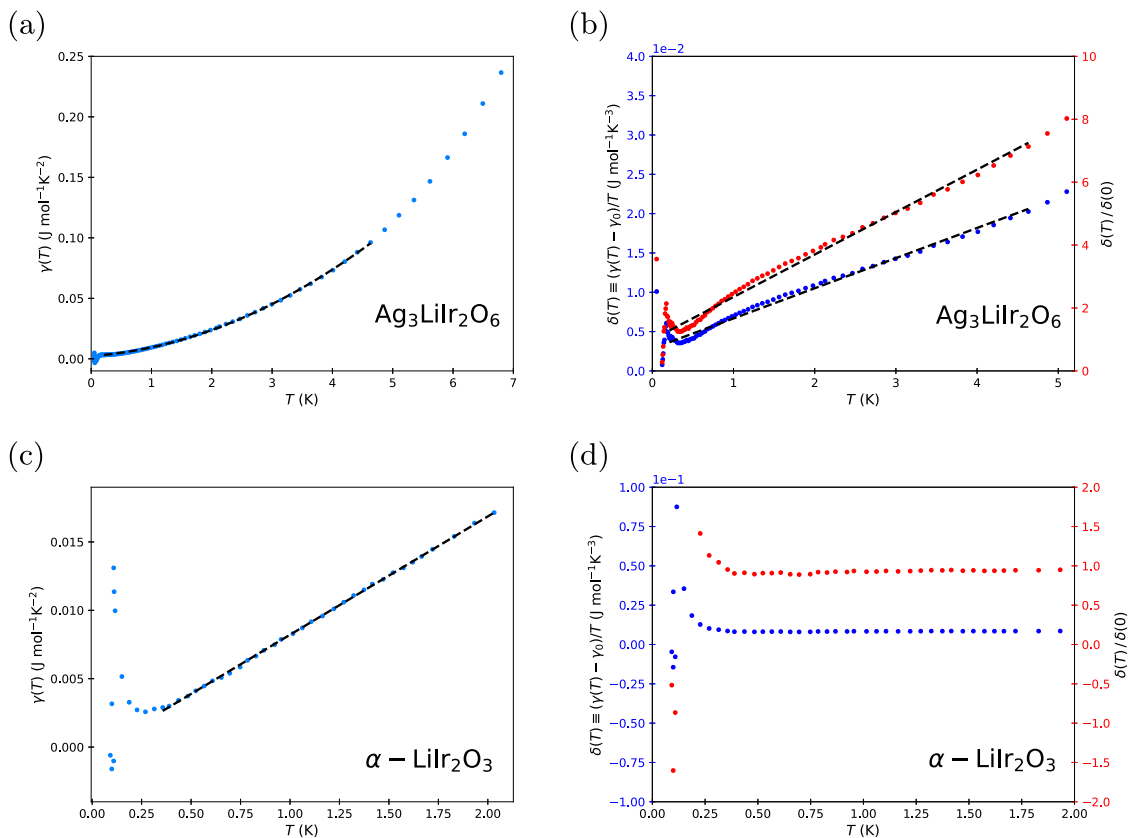 (a)
0.25
0.20
0.15
0.10
0.05
0.00
γ(T) (J mol⁻¹K⁻²)
Ag₃LiIr₂O₆
0 1 2 3 4 5 6 7
T (K)
(b)
1e−2
4.0
3.5
3.0
2.5
2.0
1.5
1.0
0.5
0.0
δ(T) ≡ (γ(T) − γ₀)/T (J mol⁻¹K⁻³)
10
8
6
4
2
0
δ(T)/δ(0)
Ag₃LiIr₂O₆
0 1 2 3 4 5
T (K)
(c)
0.015
0.010
0.005
0.000
γ(T) (J mol⁻¹K⁻²)
α − LiIr₂O₃
0.00 0.25 0.50 0.75 1.00 1.25 1.50 1.75 2.00
T (K)
(d)
1e−1
1.00
0.75
0.50
0.25
0.00
−0.25
−0.50
−0.75
−1.00
δ(T) ≡ (γ(T) − γ₀)/T (J mol⁻¹K⁻³)
2.0
1.5
1.0
0.5
0.0
−0.5
−1.0
−1.5
−2.0
δ(T)/δ(0)
α − LiIr₂O₃
0.00 0.25 0.50 0.75 1.00 1.25 1.50 1.75 2.00
T (K)